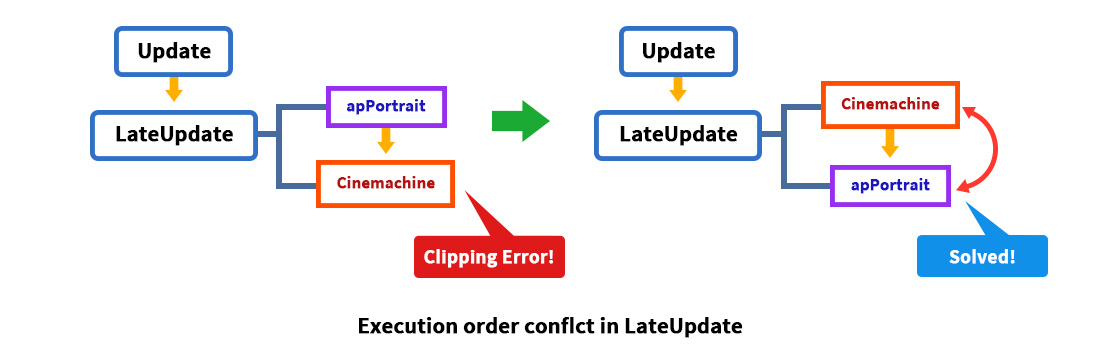 Update
LateUpdate
apPortrait
Cinemachine
Clipping Error!
Update
LateUpdate
Cinemachine
apPortrait
Solved!
Execution order conflct in LateUpdate